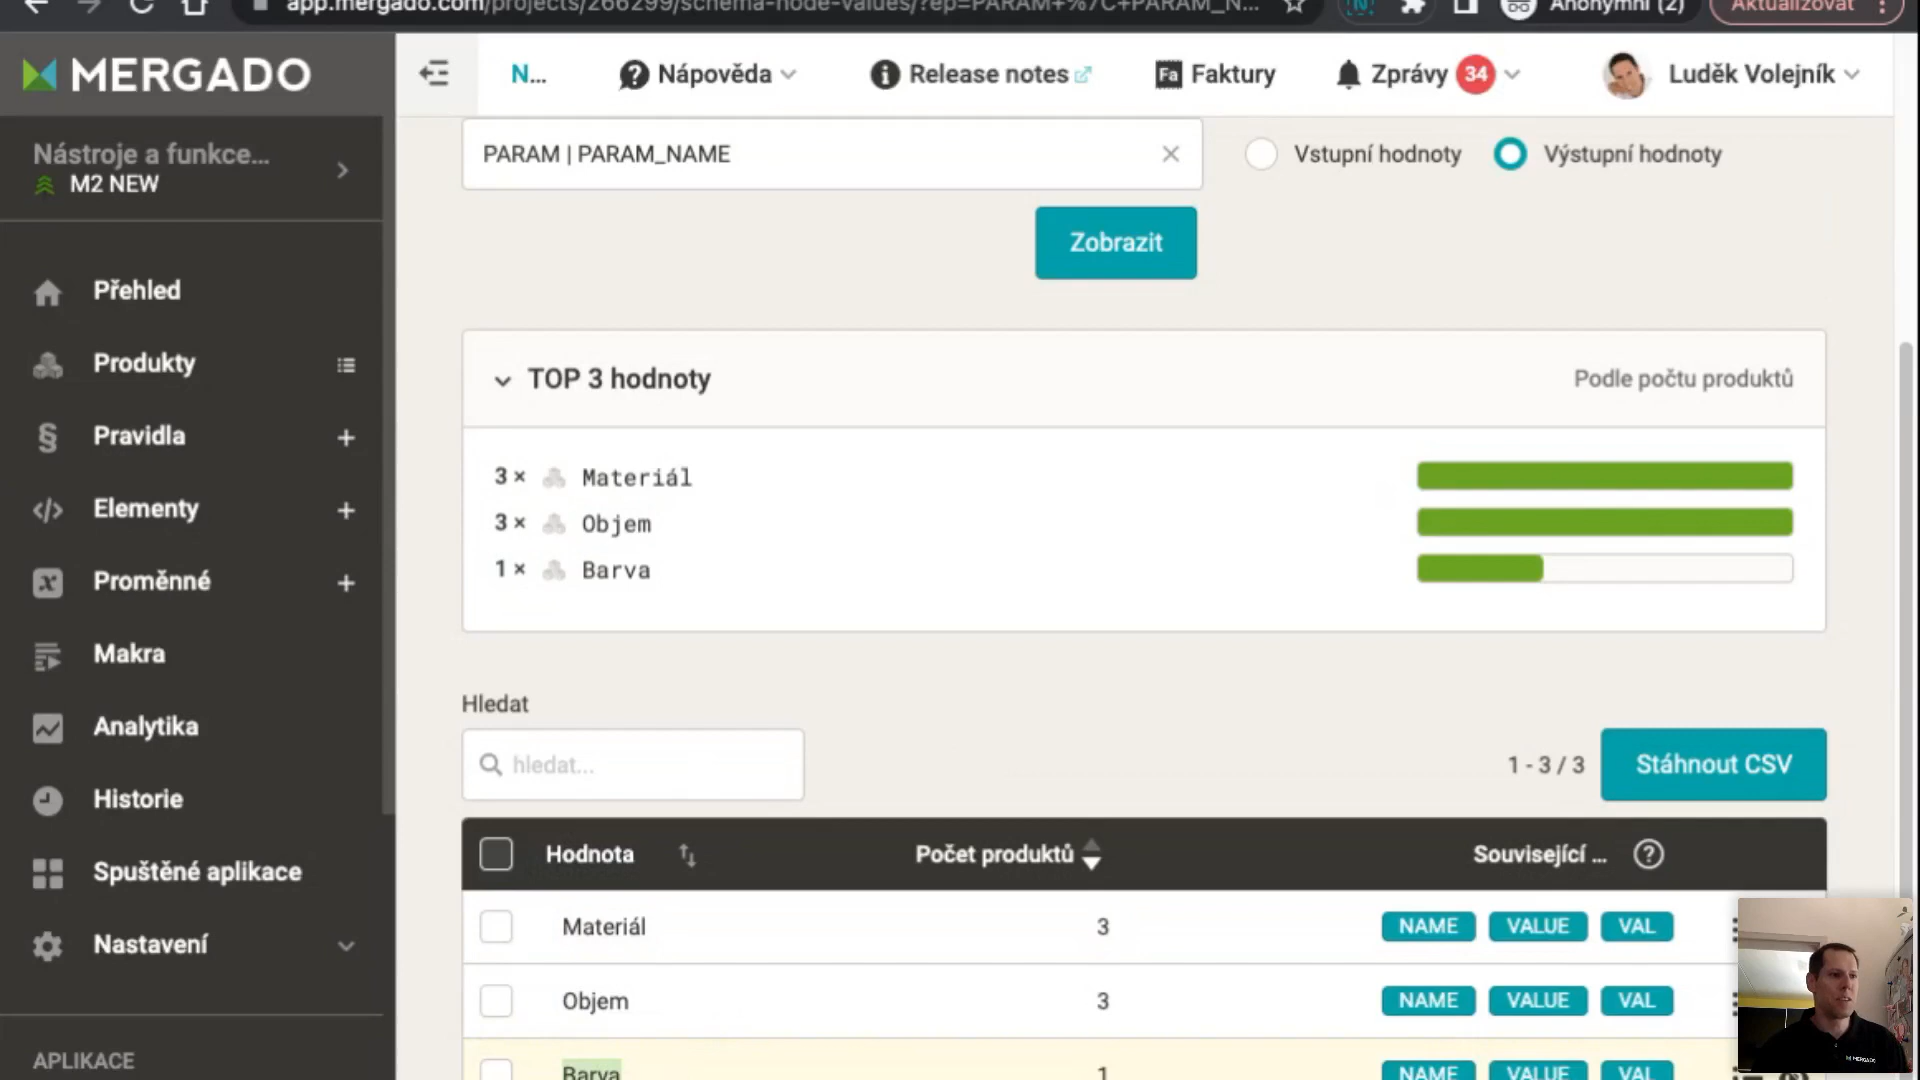 app.mergado.com/projects/266299/schema-node-values/?ep=PARAM+%7C+PARAM_N...
Anonymní (2)
Aktualizovat
MERGADO
N...
Nápověda
Release notes
Fa Faktury
Zprávy 34
Luděk Volejník
Nástroje a funkce...
M2 NEW
PARAM | PARAM_NAME
Vstupní hodnoty
Výstupní hodnoty
Zobrazit
Přehled
Produkty
Pravidla
Elementy
Proměnné
Makra
Analytika
Historie
Spuštěné aplikace
Nastavení
APLIKACE
TOP 3 hodnoty
Podle počtu produktů
3 × Materiál
3 × Objem
1 × Barva
Hledat
hledat...
1 - 3 / 3
Stáhnout CSV
Hodnota
Počet produktů
Související ...
Materiál 3 NAME VALUE VAL
Objem 3 NAME VALUE VAL
Barva 1 NAME VALUE VAL
MERGADO